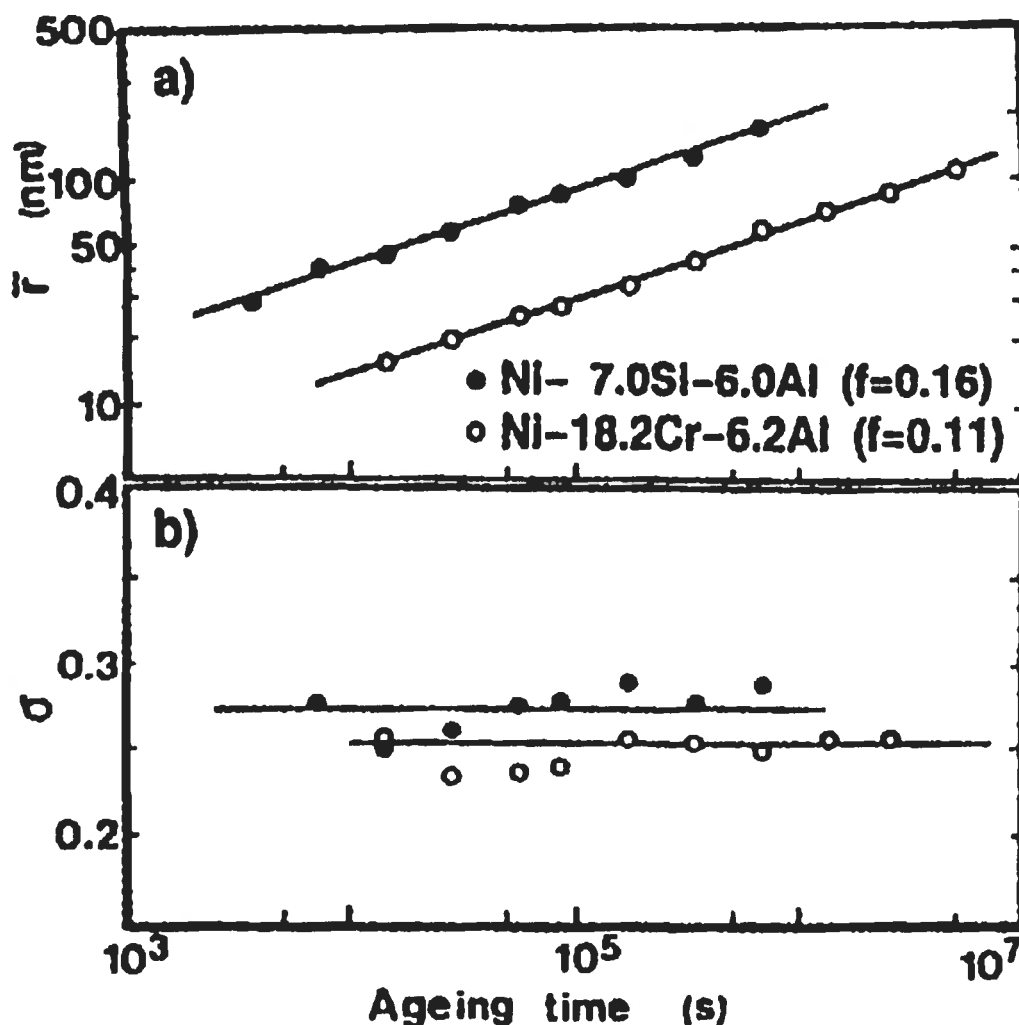 500
a)
r̄ (nm)
100
50
10
● Ni- 7.0Si-6.0Al (f=0.16)
○ Ni-18.2Cr-6.2Al (f=0.11)
0.4
b)
0.3
σ
0.2
10³ 10⁵ 10⁷
Ageing time (s)